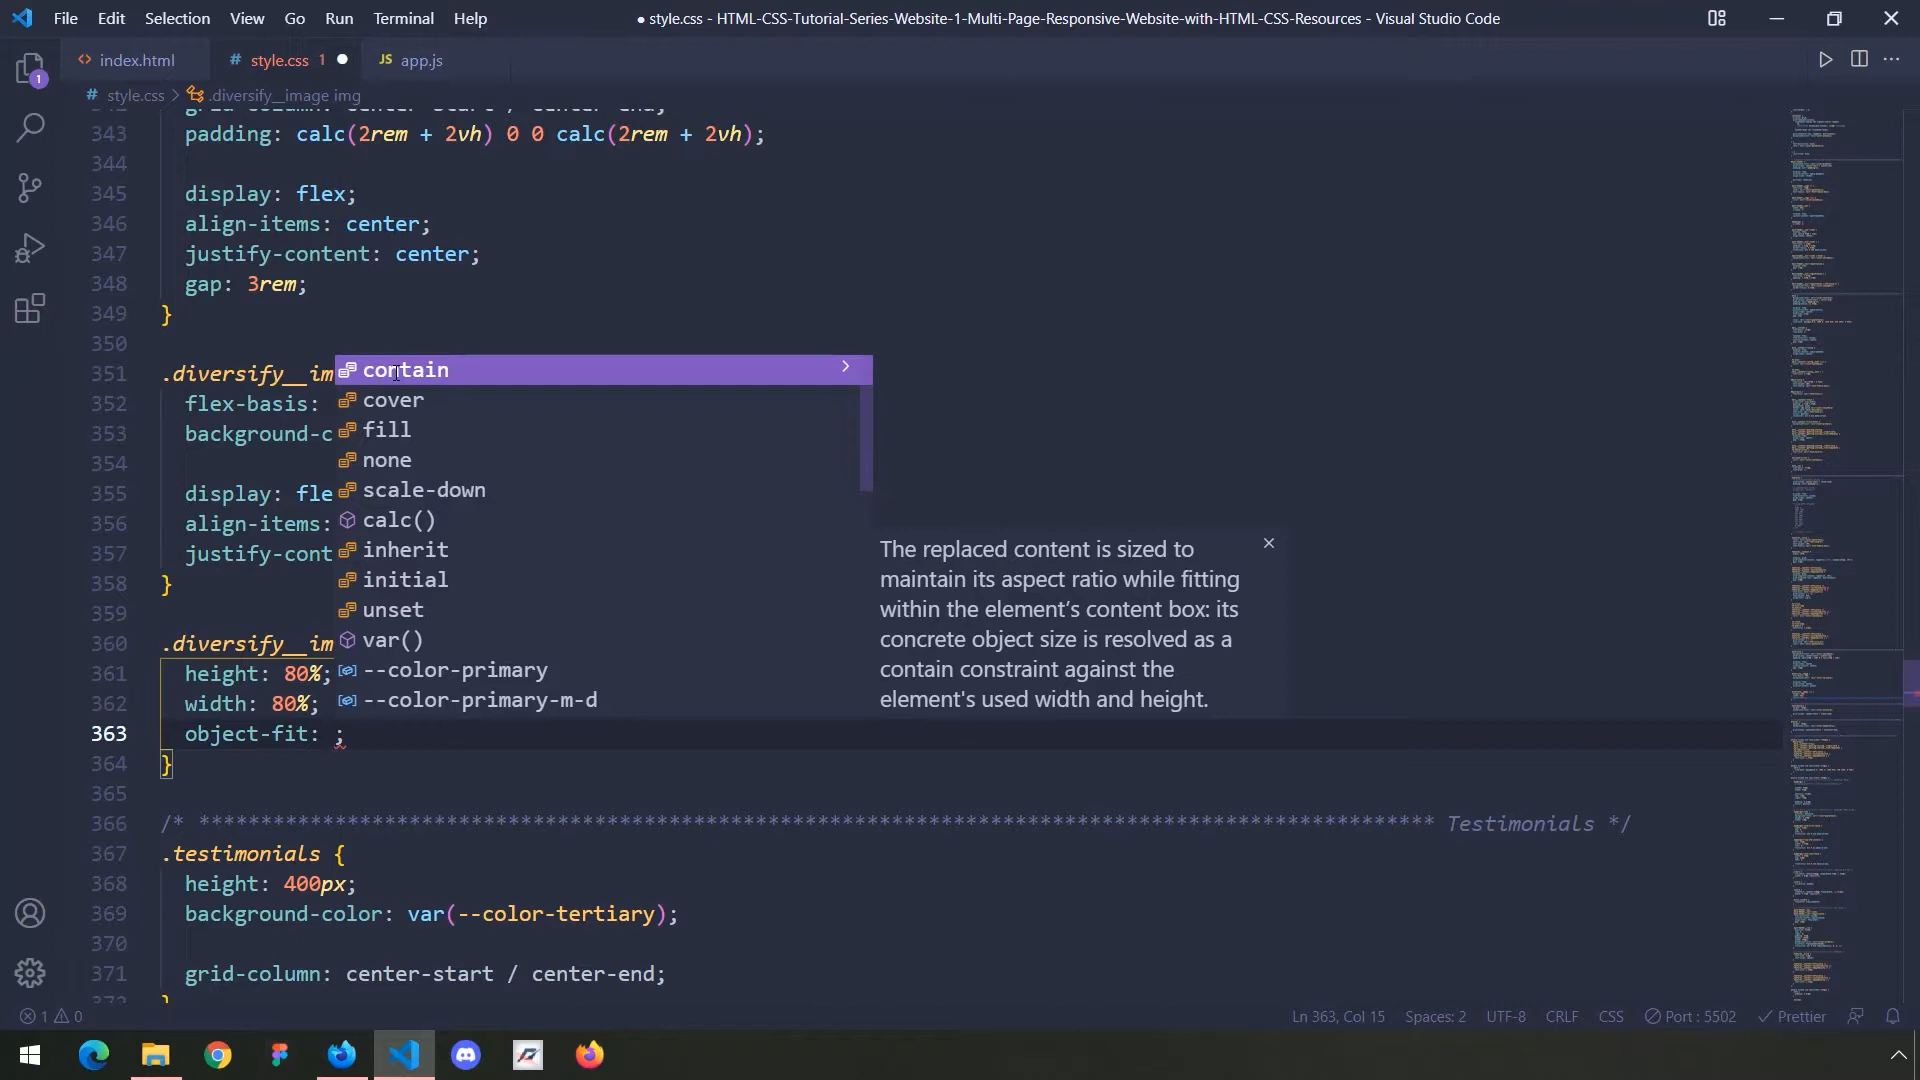 File Edit Selection View Go Run Terminal Help
● style.css - HTML-CSS-Tutorial-Series-Website-1-Multi-Page-Responsive-Website-with-HTML-CSS-Resources - Visual Studio Code
1
<> index.html
# style.css 1 ●
JS app.js
# style.css > .diversify__image img
343 padding: calc(2rem + 2vh) 0 0 calc(2rem + 2vh);
344
345 display: flex;
346 align-items: center;
347 justify-content: center;
348 gap: 3rem;
349 }
350
351 .diversify__im
352 flex-basis:
353 background-c
354
355 display: fle
356 align-items:
357 justify-cont
358 }
359
360 .diversify__im
361 height: 80%;
362 width: 80%;
363 object-fit: ;
364 }
365
366 /* **************************************************************************************************** Testimonials */
367 .testimonials {
368 height: 400px;
369 background-color: var(--color-tertiary);
370
371 grid-column: center-start / center-end;
contain
cover
fill
none
scale-down
calc()
inherit
initial
unset
var()
--color-primary
--color-primary-m-d
The replaced content is sized to
maintain its aspect ratio while fitting
within the element‘s content box: its
concrete object size is resolved as a
contain constraint against the
element's used width and height.
1 0
Ln 363, Col 15 Spaces: 2 UTF-8 CRLF CSS Port : 5502 Prettier